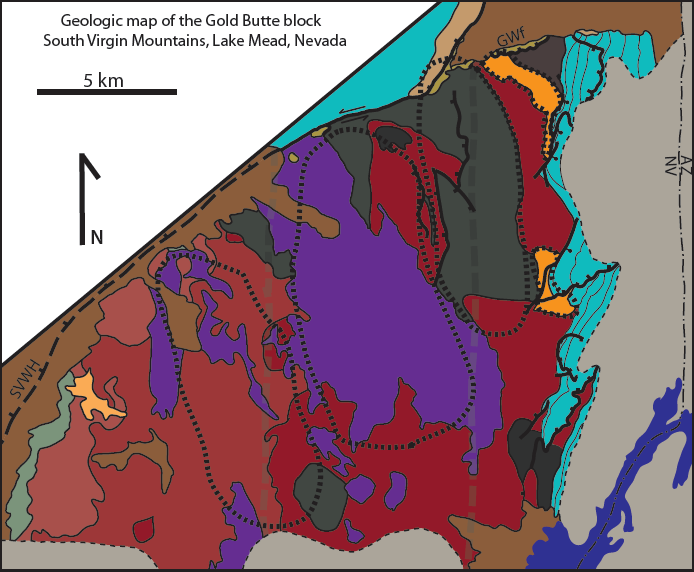 Geologic map of the Gold Butte block
South Virgin Mountains, Lake Mead, Nevada
5 km
N
GWf
AZ
NV
SVWH